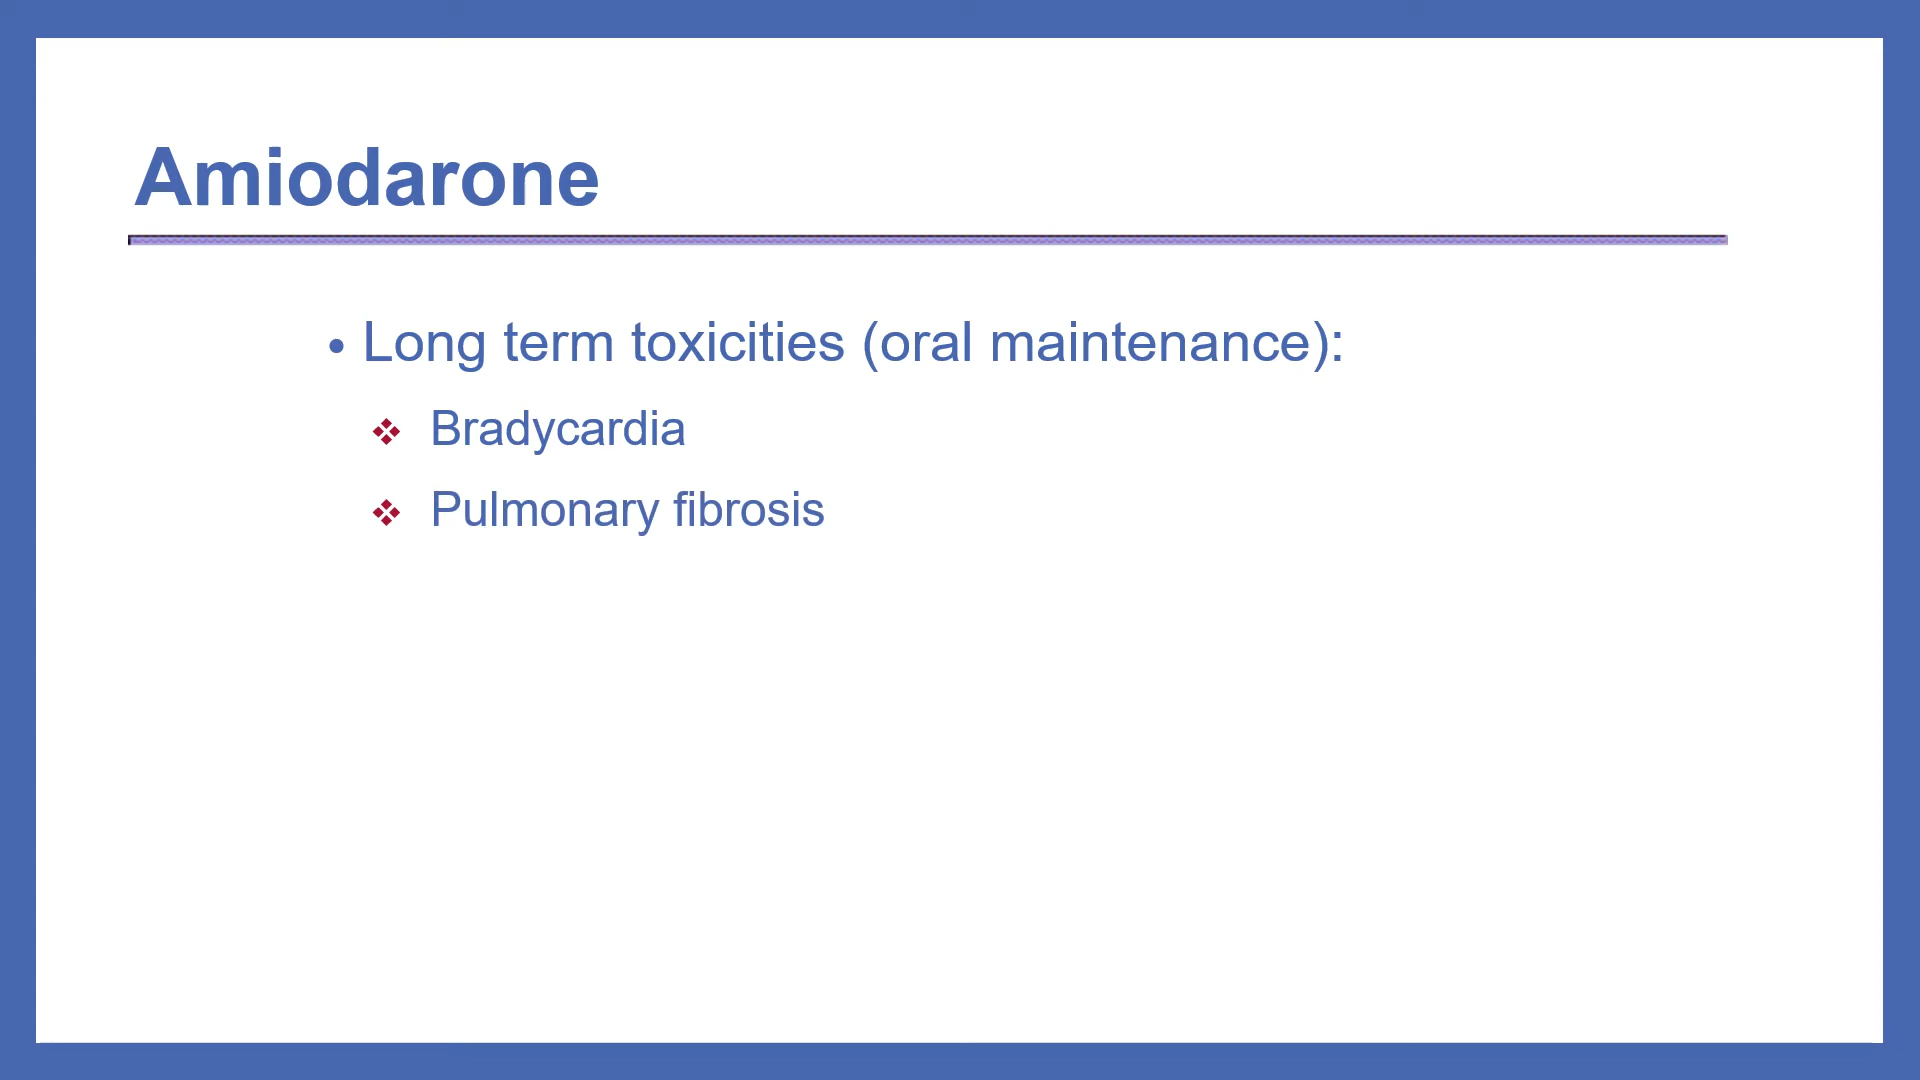 Amiodarone
• Long term toxicities (oral maintenance):
❖ Bradycardia
❖ Pulmonary fibrosis